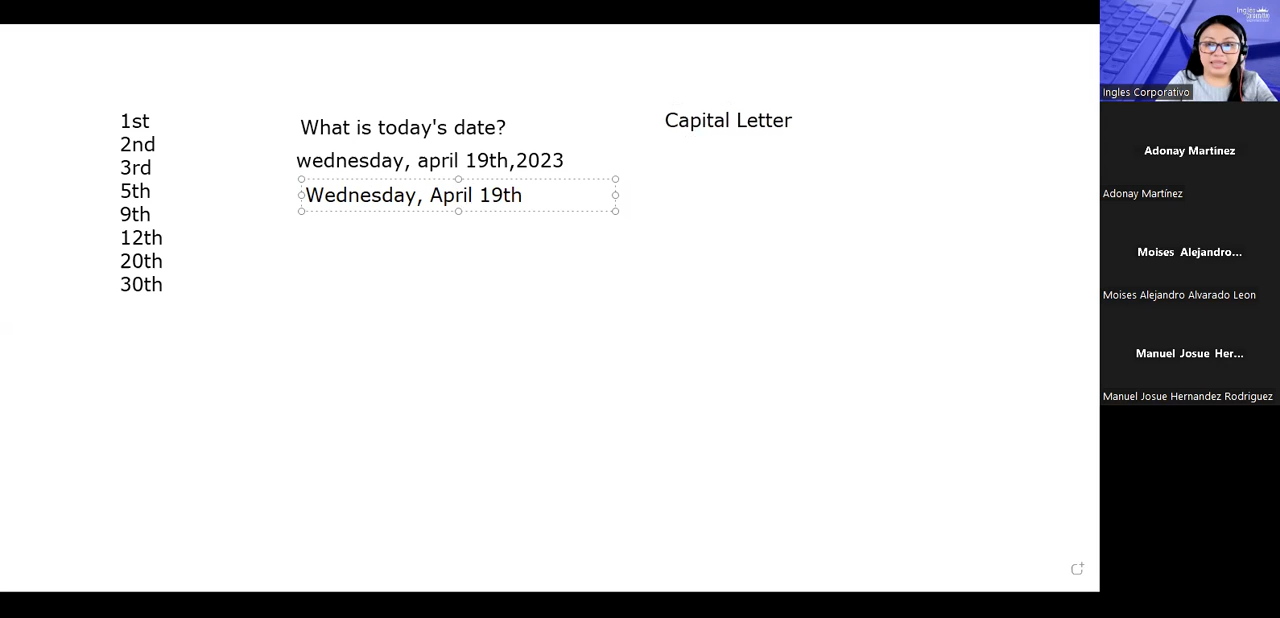 1st
2nd
3rd
5th
9th
12th
20th
30th
What is today's date?
wednesday, april 19th,2023
Wednesday, April 19th
Capital Letter
Ingles Corporativo
Adonay Martinez
Adonay Martínez
Moises Alejandro...
Moises Alejandro Alvarado Leon
Manuel Josue Her...
Manuel Josue Hernandez Rodriguez